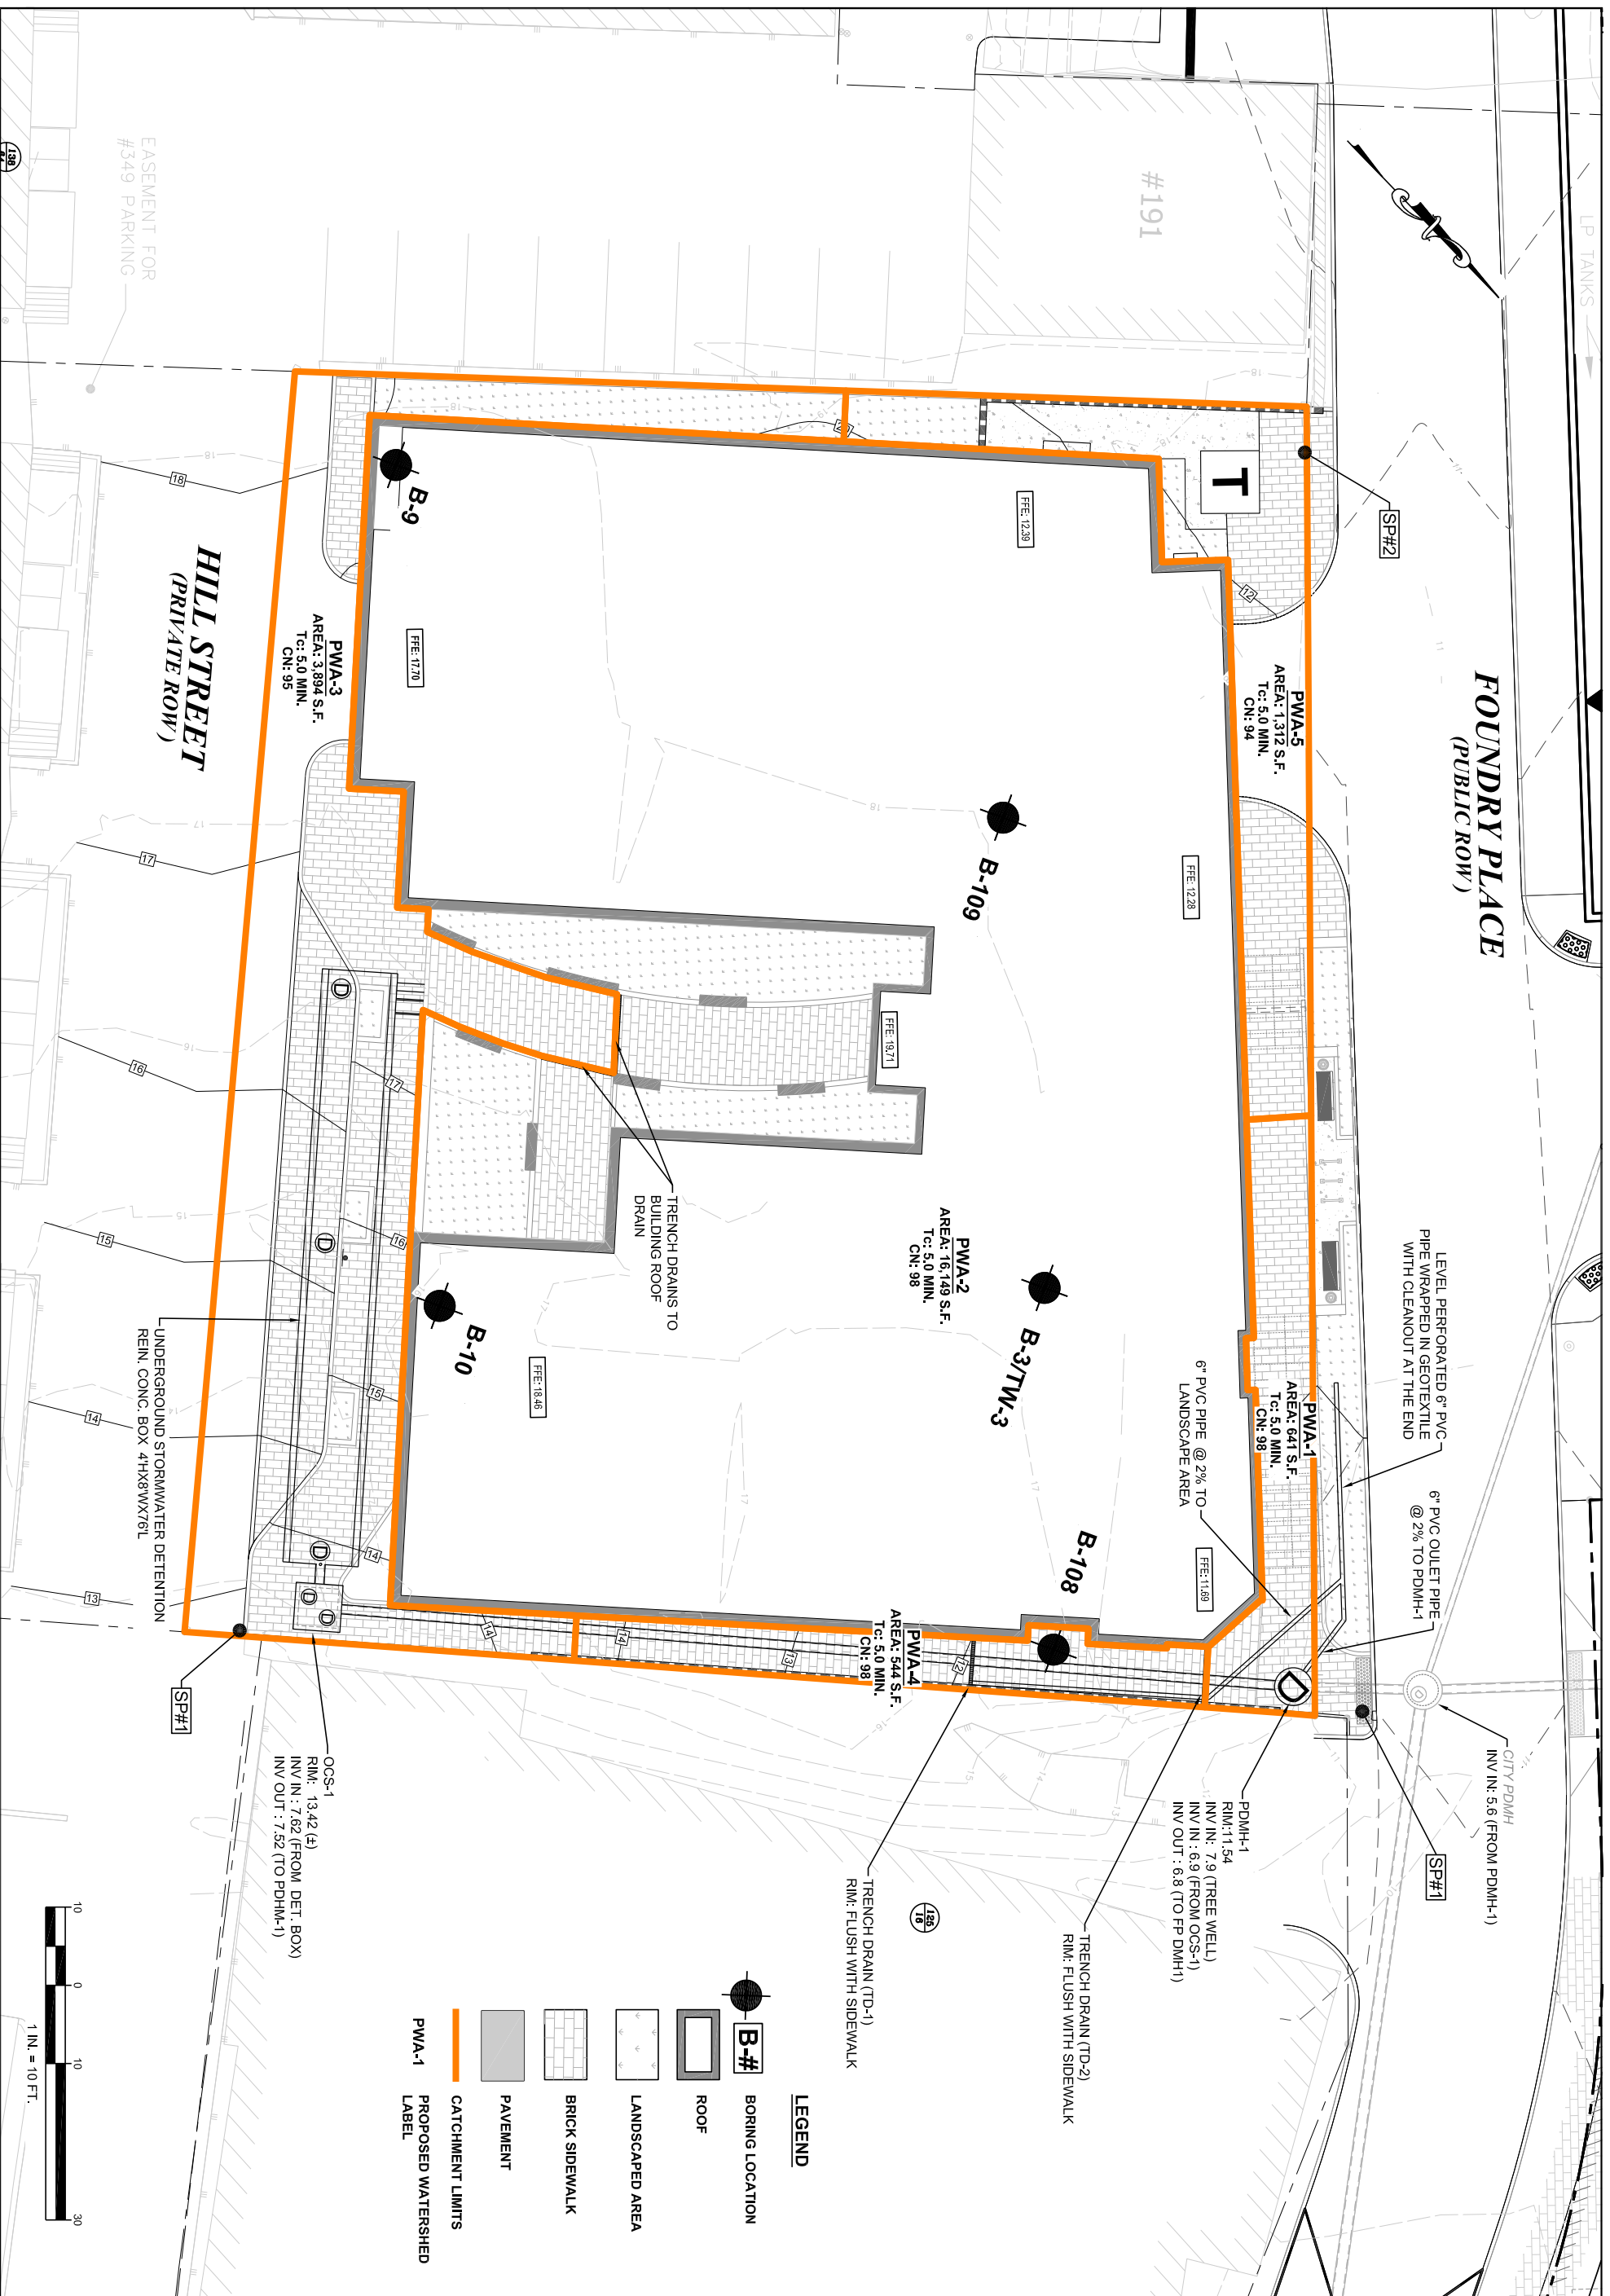 LP TANKS
FOUNDRY PLACE
(PUBLIC ROW)
#191
EASEMENT FOR
#349 PARKING
HILL STREET
(PRIVATE ROW)
SP#2
T
PWA-5
AREA: 1,312 S.F.
Tc: 5.0 MIN.
CN: 94
PWA-3
AREA: 3,894 S.F.
Tc: 5.0 MIN.
CN: 95
PWA-2
AREA: 16,149 S.F.
Tc: 5.0 MIN.
CN: 98
PWA-1
AREA: 641 S.F.
Tc: 5.0 MIN.
CN: 98
PWA-4
AREA: 544 S.F.
Tc: 5.0 MIN.
CN: 98
B-9
B-109
B-3/TW-3
B-10
B-108
FFE: 12.39
FFE: 17.70
FFE: 12.28
FFE: 19.71
FFE: 18.46
FFE: 11.69
TRENCH DRAINS TO
BUILDING ROOF
DRAIN
LEVEL PERFORATED 6" PVC
PIPE WRAPPED IN GEOTEXTILE
WITH CLEANOUT AT THE END
6" PVC OULET PIPE
@ 2% TO PDMH-1
6" PVC PIPE @ 2% TO
LANDSCAPE AREA
UNDERGROUND STORMWATER DETENTION
REIN. CONC. BOX 4'HX8'WX76'L
CITY PDMH
INV IN: 5.6 (FROM PDMH-1)
SP#1
PDMH-1
RIM:11.54
INV IN: 7.9 (TREE WELL)
INV IN : 6.9 (FROM OCS-1)
INV OUT : 6.8 (TO FP DMH1)
TRENCH DRAIN (TD-2)
RIM: FLUSH WITH SIDEWALK
TRENCH DRAIN (TD-1)
RIM: FLUSH WITH SIDEWALK
SP#1
OCS-1
RIM: 13.42 (±)
INV IN : 7.62 (FROM DET. BOX)
INV OUT : 7.52 (TO PDHM-1)
125
16
138
D
D
D
D
D
D
18
17
16
15
14
13
17
16
15
14
14
14
13
12
12
LEGEND
B-#
BORING LOCATION
ROOF
LANDSCAPED AREA
BRICK SIDEWALK
PAVEMENT
CATCHMENT LIMITS
PWA-1
PROPOSED WATERSHED
LABEL
10
0
10
30
1 IN. = 10 FT.